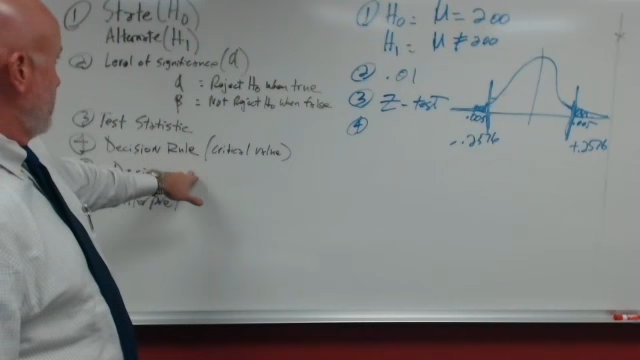 ① State (H₀)
Alternate (H₁)
② Level of significance (α)
α = Reject H₀ when true
β = Not Reject H₀ when false
③ Test Statistic
④ Decision Rule (critical value)
① H₀ = μ = 200
H₁ = μ ≠ 200
② .01
③ Z-test
④
.005
.005
-.2576
+.2576